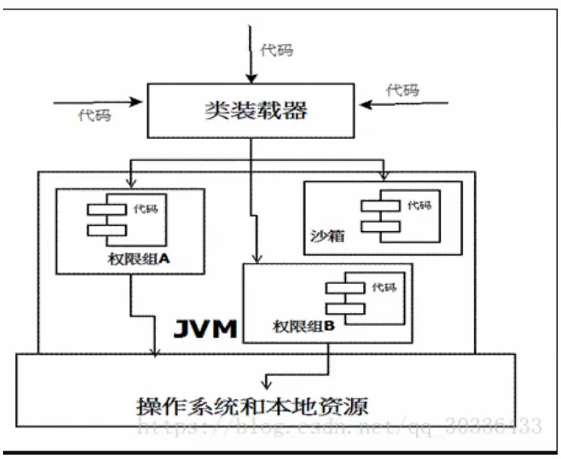 代码
代码
代码
类装载器
代码
权限组A
代码
沙箱
代码
权限组B
JVM
操作系统和本地资源
https://blog.csdn.net/qq_30336433